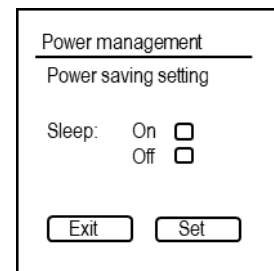 Power management
Power saving setting
Sleep: On
Off
Exit Set